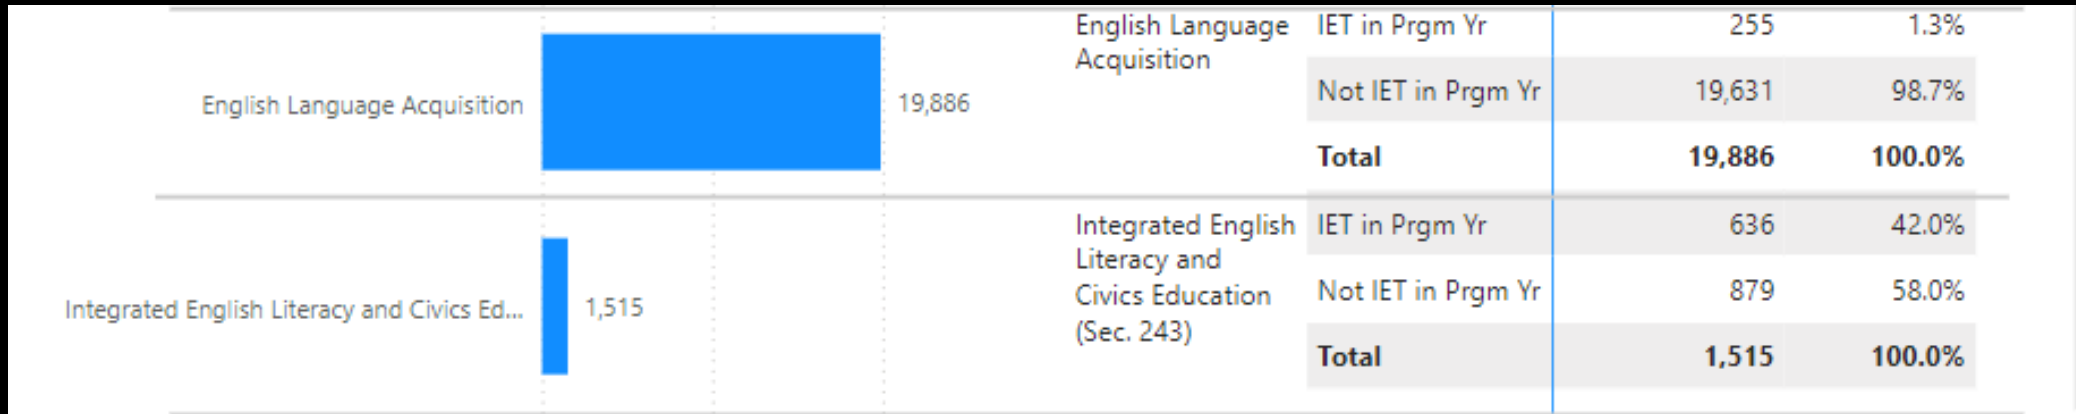 English Language Acquisition
19,886
English Language
Acquisition
IET in Prgm Yr 255 1.3%
Not IET in Prgm Yr 19,631 98.7%
Total 19,886 100.0%
Integrated English Literacy and Civics Ed...
1,515
Integrated English
Literacy and
Civics Education
(Sec. 243)
IET in Prgm Yr 636 42.0%
Not IET in Prgm Yr 879 58.0%
Total 1,515 100.0%